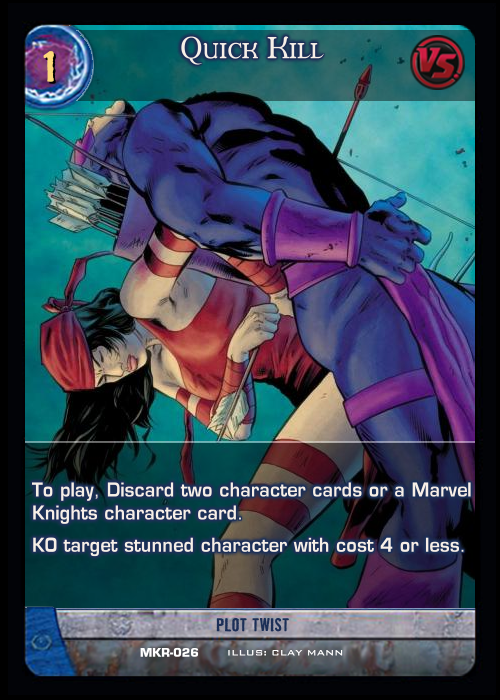 Quick Kill
1
VS
To play, Discard two character cards or a Marvel
Knights character card.
KO target stunned character with cost 4 or less.
PLOT TWIST
MKR-026 ILLUS: CLAY MANN